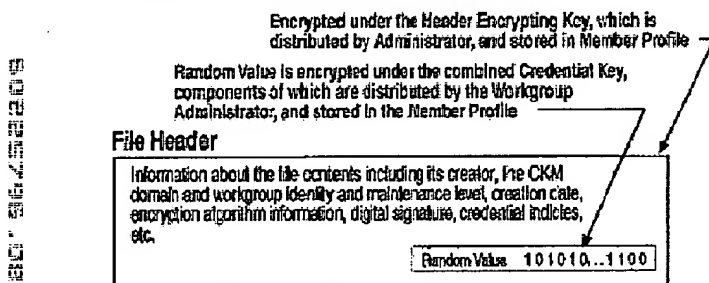 Encrypted under the Header Encrypting Key, which is
distributed by Administrator, and stored in Member Profile
Random Value is encrypted under the combined Credential Key,
components of which are distributed by the Workgroup
Administrator, and stored in the Member Profile
File Header
Information about the file contents including its creator, the CKM
domain and workgroup identity and maintenance level, creation date,
encryption algorithm information, digital signature, credential indicies,
etc.
Random Value 101010...1100